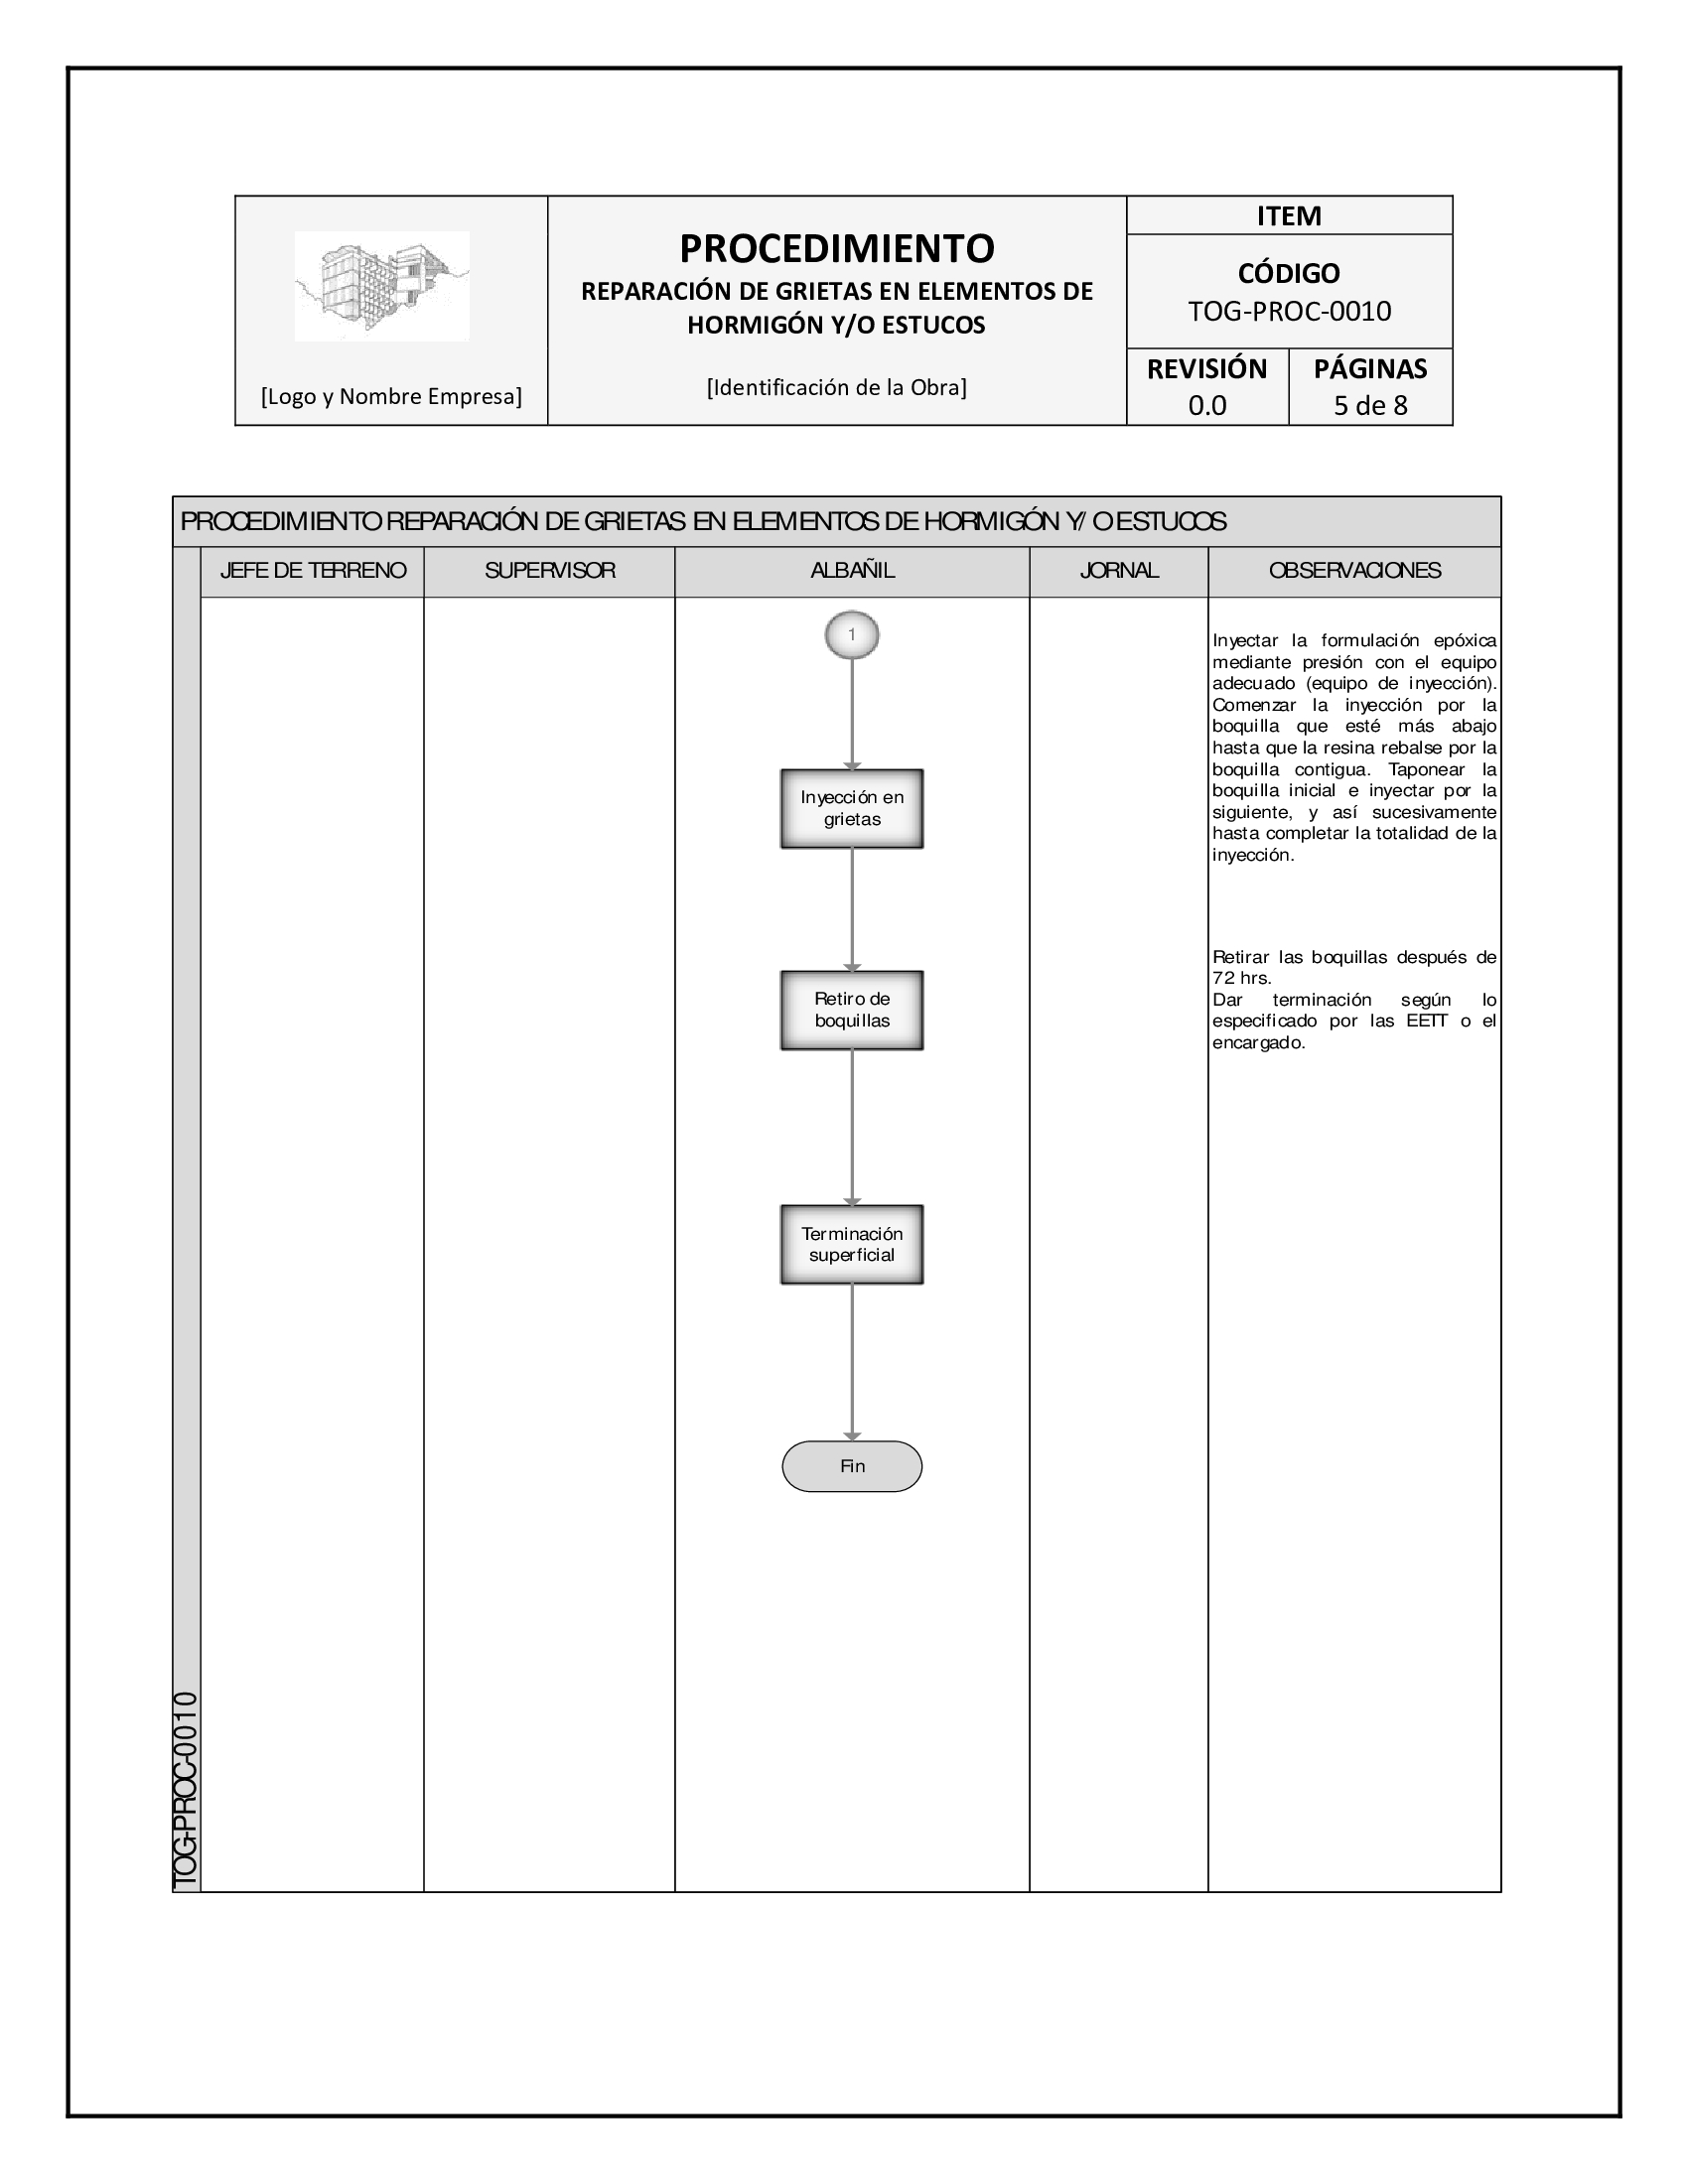 [Logo y Nombre Empresa]
PROCEDIMIENTO
REPARACIÓN DE GRIETAS EN ELEMENTOS DE
HORMIGÓN Y/O ESTUCOS
[Identificación de la Obra]
ITEM
CÓDIGO
TOG-PROC-0010
REVISIÓN
0.0
PÁGINAS
5 de 8
PROCEDIMIENTO REPARACIÓN DE GRIETAS EN ELEMENTOS DE HORMIGÓN Y/O ESTUCOS
JEFE DE TERRENO
SUPERVISOR
ALBAÑIL
JORNAL
OBSERVACIONES
1
Inyección en
grietas
Retiro de
boquillas
Terminación
superficial
Fin
Inyectar la formulación epóxica
mediante presión con el equipo
adecuado (equipo de inyección).
Comenzar la inyección por la
boquilla que esté más abajo
hasta que la resina rebalse por la
boquilla contigua. Taponear la
boquilla inicial e inyectar por la
siguiente, y así sucesivamente
hasta completar la totalidad de la
inyección.
Retirar las boquillas después de
72 hrs.
Dar terminación según lo
especificado por las EETT o el
encargado.
TOG-PROC-0010